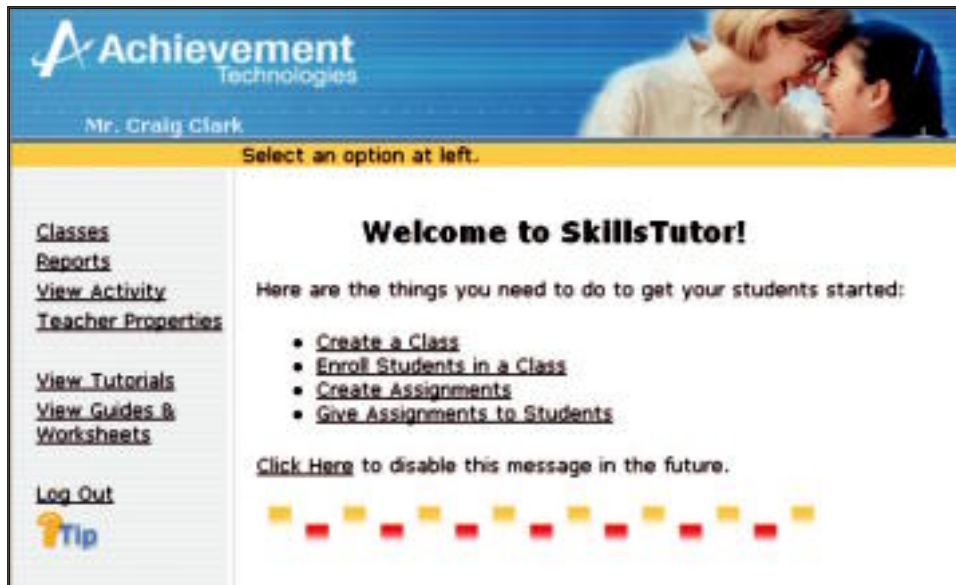 Achievement
Technologies
Mr. Craig Clark
Select an option at left.
Classes
Reports
View Activity
Teacher Properties
View Tutorials
View Guides &
Worksheets
Log Out
Tip
Welcome to SkillsTutor!
Here are the things you need to do to get your students started:
• Create a Class
• Enroll Students in a Class
• Create Assignments
• Give Assignments to Students
Click Here to disable this message in the future.